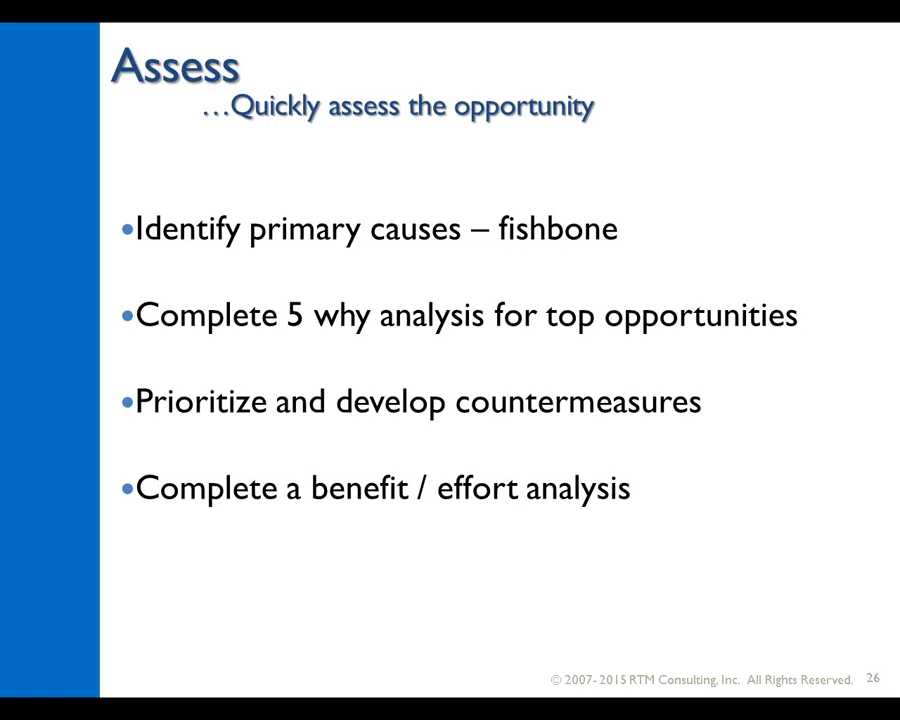 Assess
…Quickly assess the opportunity
•Identify primary causes – fishbone
•Complete 5 why analysis for top opportunities
•Prioritize and develop countermeasures
•Complete a benefit / effort analysis
© 2007- 2015 RTM Consulting, Inc. All Rights Reserved. 26